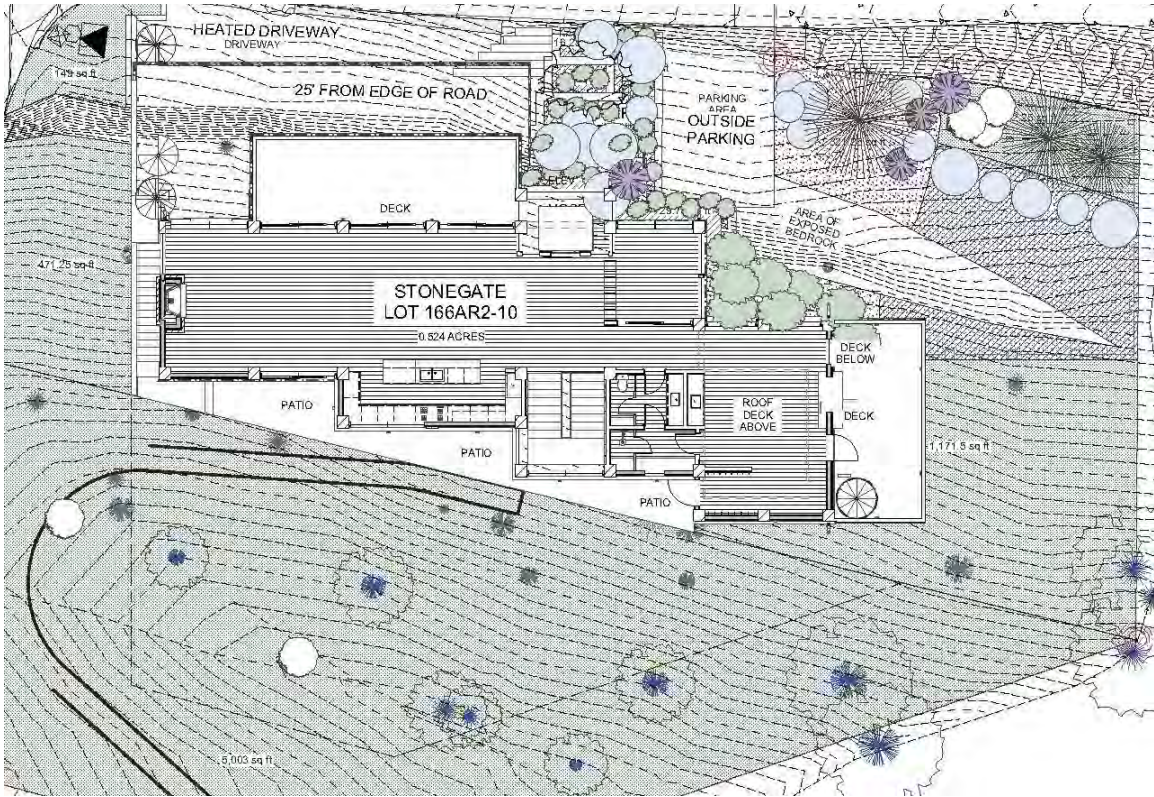 HEATED DRIVEWAY
DRIVEWAY
149 sq ft
25' FROM EDGE OF ROAD
PARKING
AREA
OUTSIDE
PARKING
DECK
AREA OF
EXPOSED
BEDROCK
471.25 sq ft
STONEGATE
LOT 166AR2-10
0.524 ACRES
DECK
BELOW
PATIO
ROOF
DECK
ABOVE
DECK
PATIO
1,171.5 sq ft
PATIO
5,003 sq ft